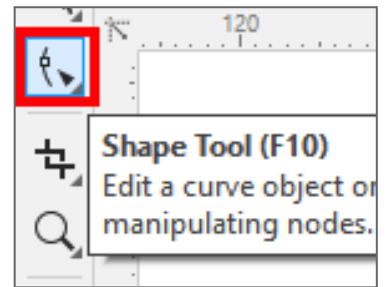 120
Shape Tool (F10)
Edit a curve object or
manipulating nodes.